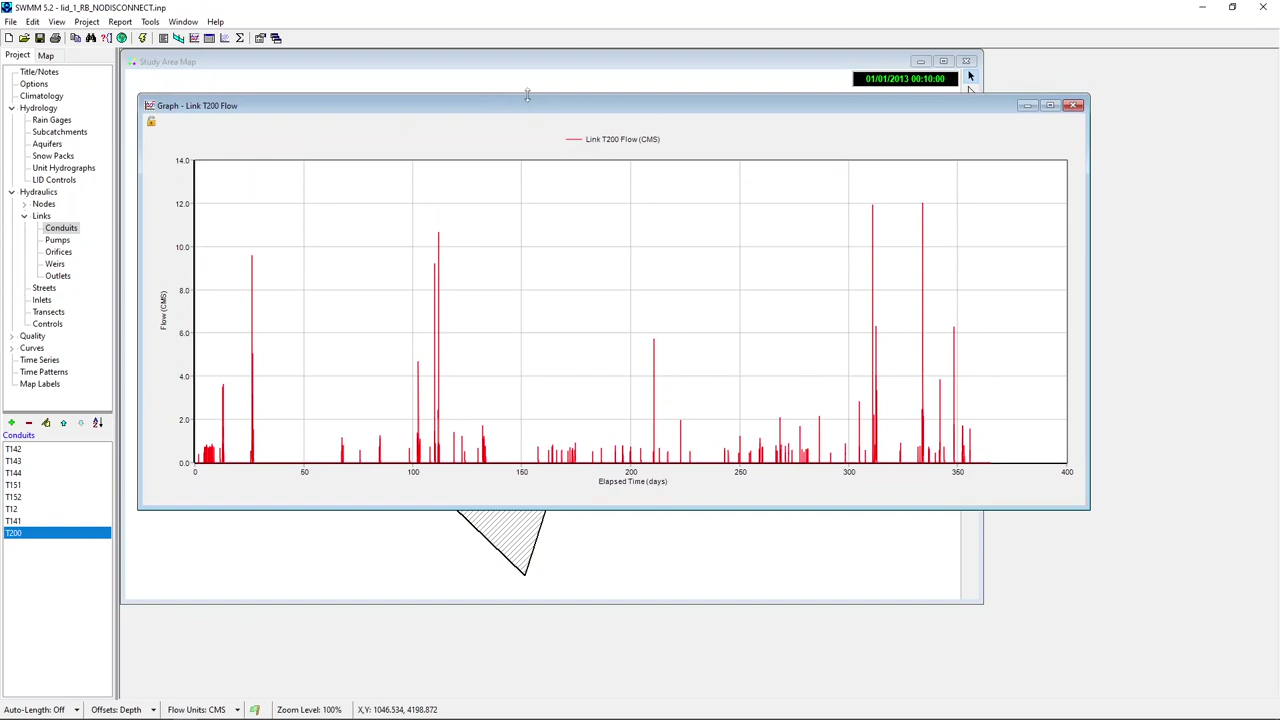 SWMM 5.2 - lid_1_RB_NODISCONNECT.inp
File Edit View Project Report Tools Window Help
Project Map
Title/Notes
Options
Climatology
Hydrology
Rain Gages
Subcatchments
Aquifers
Snow Packs
Unit Hydrographs
LID Controls
Hydraulics
Nodes
Links
Conduits
Pumps
Orifices
Weirs
Outlets
Streets
Inlets
Transects
Controls
Quality
Curves
Time Series
Time Patterns
Map Labels
Conduits
T142
T143
T144
T151
T152
T12
T141
T200
Study Area Map
01/01/2013 00:10:00
Graph - Link T200 Flow
Link T200 Flow (CMS)
14.0
12.0
10.0
8.0
6.0
4.0
2.0
0.0
Flow (CMS)
0 50 100 150 200 250 300 350 400
Elapsed Time (days)
Auto-Length: Off Offsets: Depth Flow Units: CMS Zoom Level: 100% X,Y: 1046.534, 4198.872